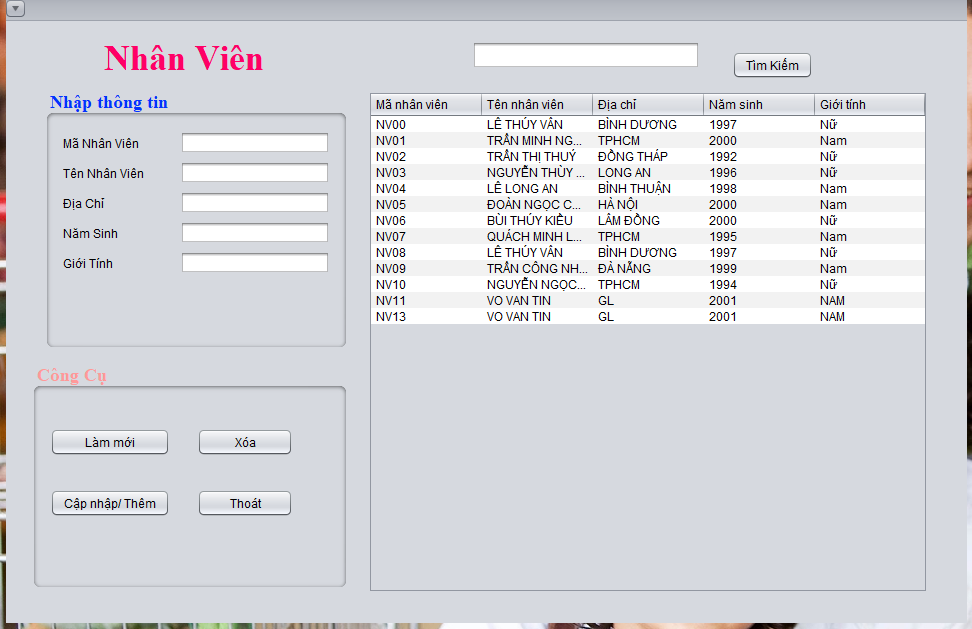 Nhân Viên
Tìm Kiếm
Nhập thông tin
Mã Nhân Viên
Tên Nhân Viên
Địa Chỉ
Năm Sinh
Giới Tính
Công Cụ
Làm mới Xóa
Cập nhập/ Thêm Thoát
Mã nhân viên Tên nhân viên Địa chỉ Năm sinh Giới tính
NV00 LÊ THÚY VÂN BÌNH DƯƠNG 1997 Nữ
NV01 TRẦN MINH NG... TPHCM 2000 Nam
NV02 TRẦN THỊ THUÝ ĐỒNG THÁP 1992 Nữ
NV03 NGUYỄN THÙY ... LONG AN 1996 Nữ
NV04 LÊ LONG AN BÌNH THUẬN 1998 Nam
NV05 ĐOÀN NGỌC C... HÀ NỘI 2000 Nam
NV06 BÙI THÚY KIỀU LÂM ĐỒNG 2000 Nữ
NV07 QUÁCH MINH L... TPHCM 1995 Nam
NV08 LÊ THÚY VÂN BÌNH DƯƠNG 1997 Nữ
NV09 TRẦN CÔNG NH... ĐÀ NẴNG 1999 Nam
NV10 NGUYỄN NGỌC... TPHCM 1994 Nữ
NV11 VO VAN TIN GL 2001 NAM
NV13 VO VAN TIN GL 2001 NAM